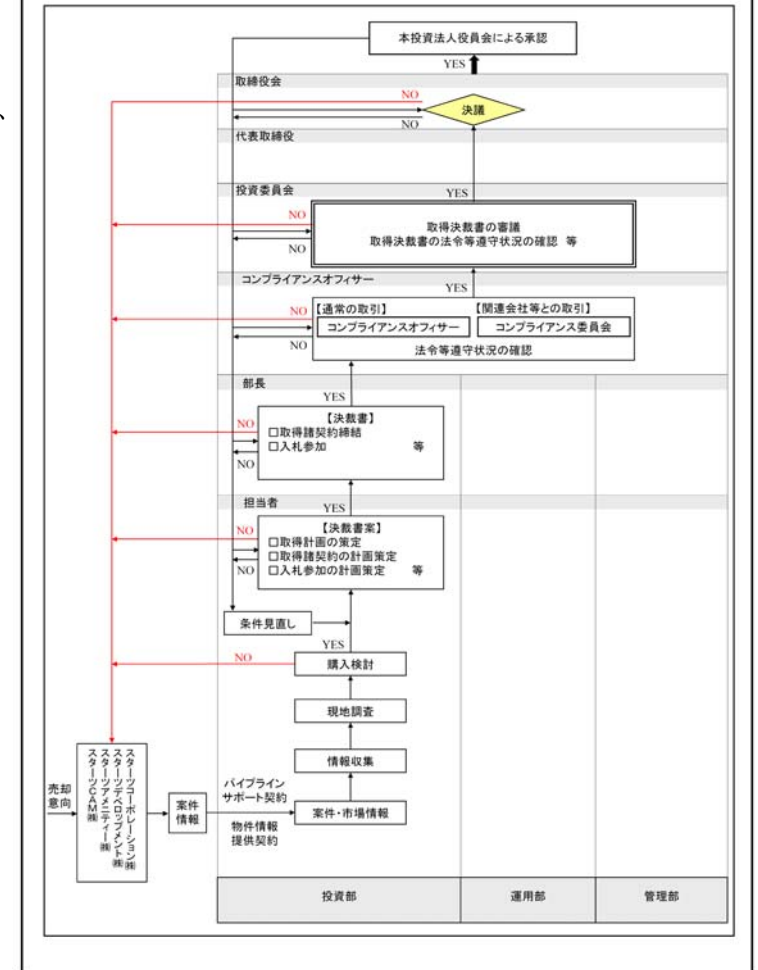 本投資法人役員会による承認
YES
取締役会
NO
決議
NO
代表取締役
投資委員会
YES
NO
取得決裁書の審議
取得決裁書の法令等遵守状況の確認 等
NO
コンプライアンスオフィサー
YES
NO
【通常の取引】
【関連会社等との取引】
コンプライアンスオフィサー
コンプライアンス委員会
NO
法令等遵守状況の確認
部長
YES
【決裁書】
NO
□取得諸契約締結
□入札参加 等
NO
担当者
YES
【決裁書案】
NO
□取得計画の策定
□取得諸契約の計画策定
NO
□入札参加の計画策定 等
条件見直し
YES
NO
購入検討
現地調査
情報収集
売却
意向
スターツコーポレーション㈱
スターツデベロップメント㈱
スターツアメニティー㈱
スターツCAM㈱
案件
情報
パイプライン
サポート契約
物件情報
提供契約
案件・市場情報
投資部
運用部
管理部
、